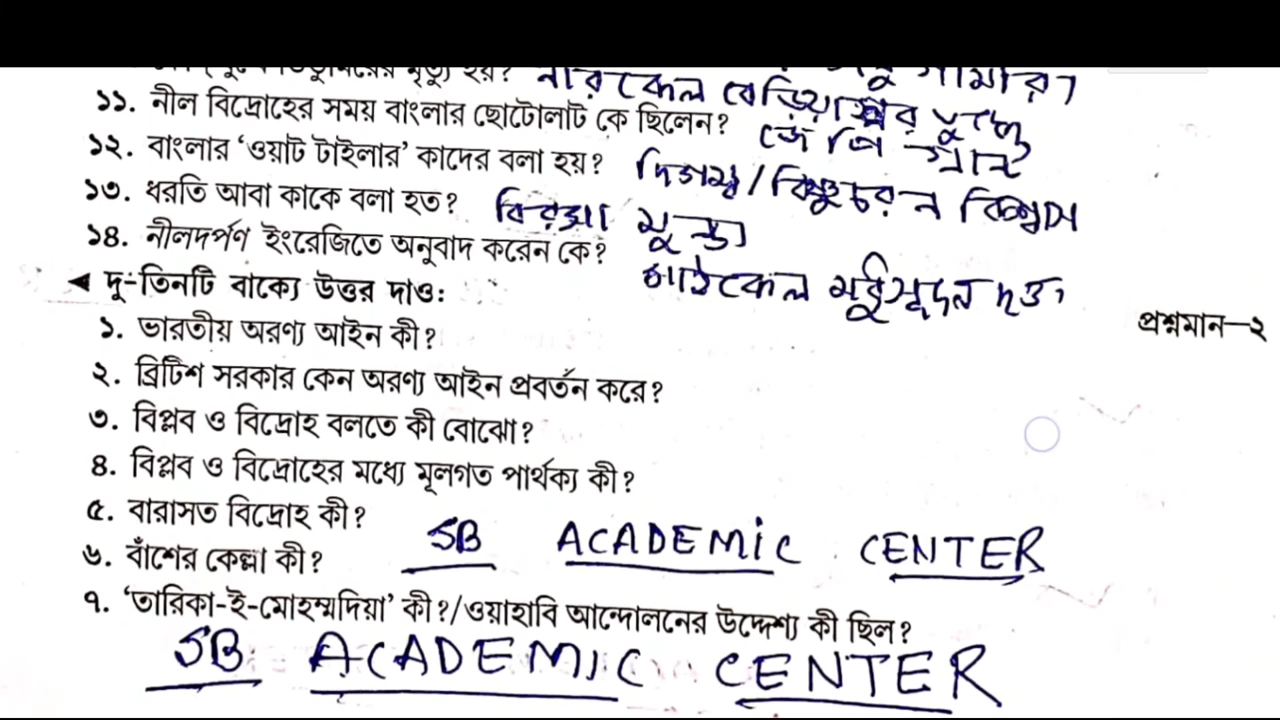 মৃত্যু হয়? নারকেল বেড়িয়ার যুদ্ধে
১১. নীল বিদ্রোহের সময় বাংলার ছোটোলাট কে ছিলেন? জে পি গ্রান্ট
১২. বাংলার ‘ওয়াট টাইলার’ কাদের বলা হয়? দিগম্বর/বিষ্ণুচরন বিশ্বাস
১৩. ধরতি আবা কাকে বলা হত? বিরসা মুন্ডা
১৪. নীলদর্পণ ইংরেজিতে অনুবাদ করেন কে? মাইকেল মধুসূদন দত্ত
◄ দু-তিনটি বাক্যে উত্তর দাও: প্রশ্নমান—২
১. ভারতীয় অরণ্য আইন কী?
২. ব্রিটিশ সরকার কেন অরণ্য আইন প্রবর্তন করে?
৩. বিপ্লব ও বিদ্রোহ বলতে কী বোঝো?
৪. বিপ্লব ও বিদ্রোহের মধ্যে মূলগত পার্থক্য কী?
৫. বারাসত বিদ্রোহ কী?
SB ACADEMIC CENTER
৬. বাঁশের কেল্লা কী?
৭. ‘তারিকা-ই-মোহম্মদিয়া’ কী?/ওয়াহাবি আন্দোলনের উদ্দেশ্য কী ছিল?
SB ACADEMIC CENTER